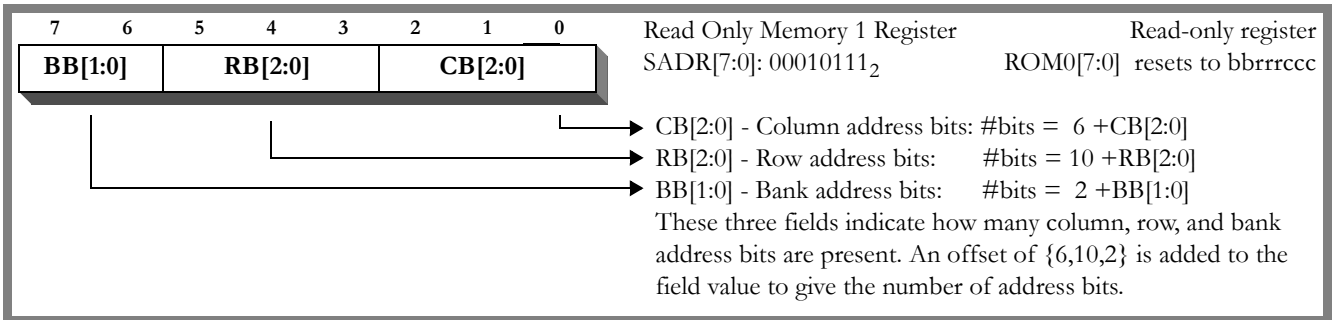 7 6 5 4 3 2 1 0
BB[1:0] RB[2:0] CB[2:0]
Read Only Memory 1 Register Read-only register
SADR[7:0]: 00010111₂ ROM0[7:0] resets to bbrrrccc
CB[2:0] - Column address bits: #bits = 6 +CB[2:0]
RB[2:0] - Row address bits: #bits = 10 +RB[2:0]
BB[1:0] - Bank address bits: #bits = 2 +BB[1:0]
These three fields indicate how many column, row, and bank
address bits are present. An offset of {6,10,2} is added to the
field value to give the number of address bits.